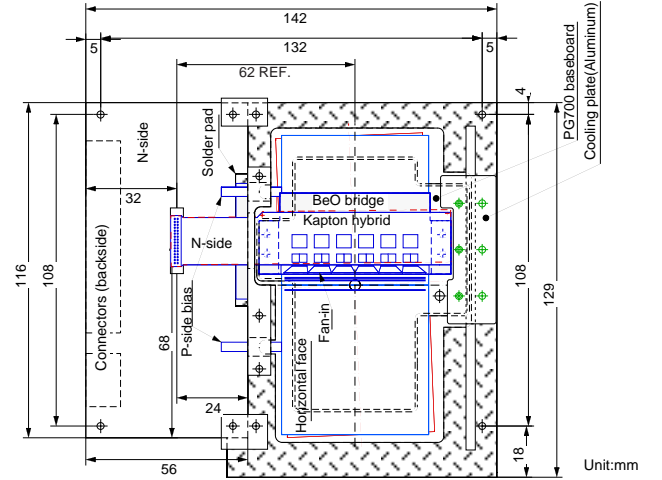 142
5
132
5
62 REF.
4
PG700 baseboard
Cooling plate(Aluminum)
N-side
Solder pad
32
BeO bridge
Kapton hybrid
N-side
116
108
Connectors (backside)
108
129
P-side bias
Fan-in
68
Horizontal face
24
18
56
Unit:mm